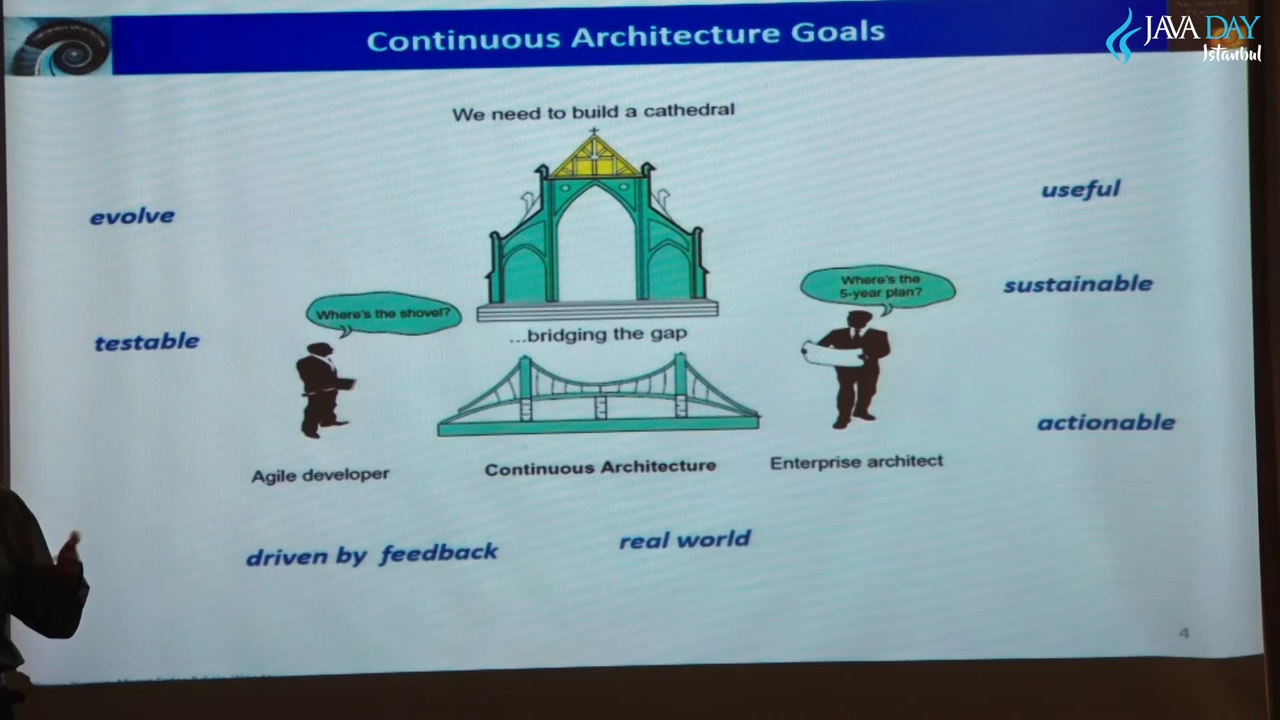 Continuous Architecture Goals
JAVA DAY
Istanbul
We need to build a cathedral
evolve
useful
Where's the shovel?
Where's the
5-year plan?
sustainable
testable
...bridging the gap
actionable
Agile developer
Continuous Architecture
Enterprise architect
driven by feedback
real world
4